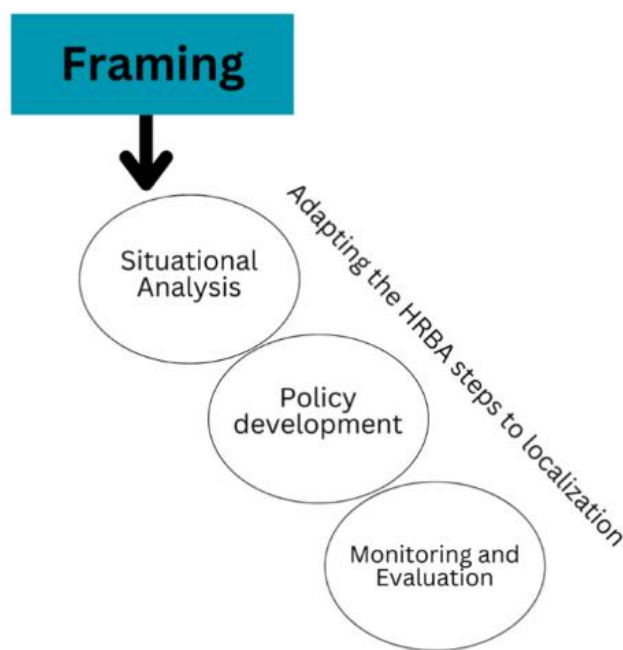 Framing
Situational
Analysis
Adapting the HRBA steps to localization
Policy
development
Monitoring and
Evaluation